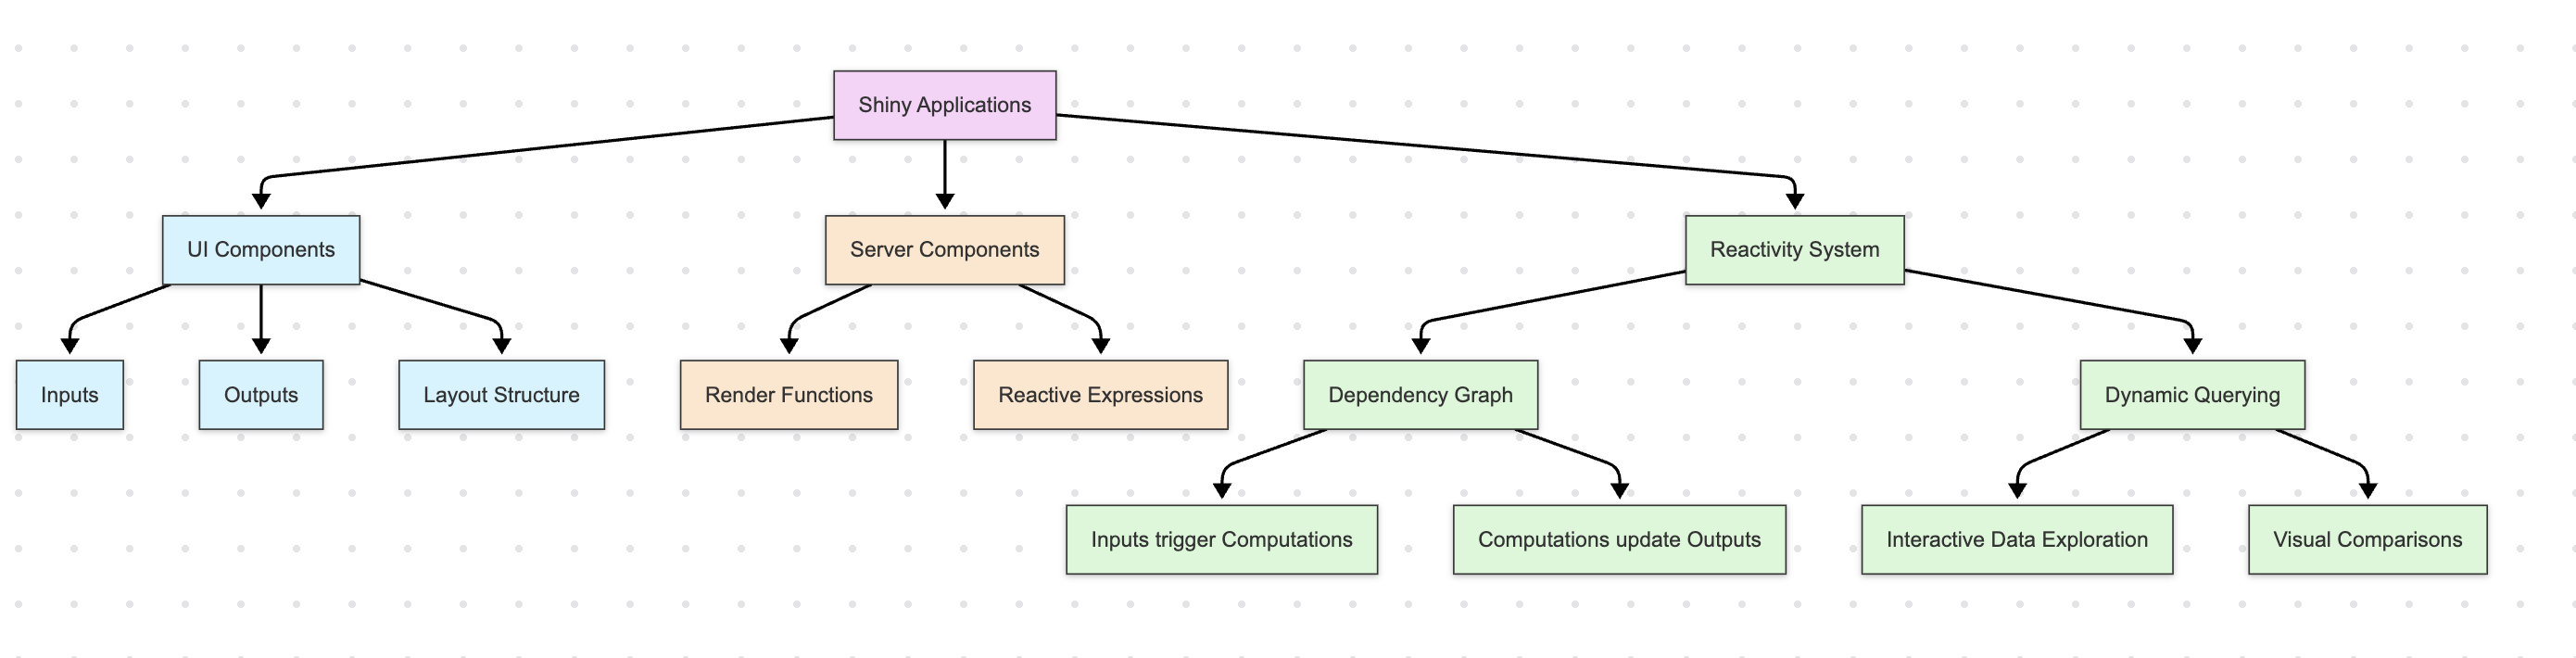 Shiny Applications
UI Components
Server Components
Reactivity System
Inputs
Outputs
Layout Structure
Render Functions
Reactive Expressions
Dependency Graph
Dynamic Querying
Inputs trigger Computations
Computations update Outputs
Interactive Data Exploration
Visual Comparisons